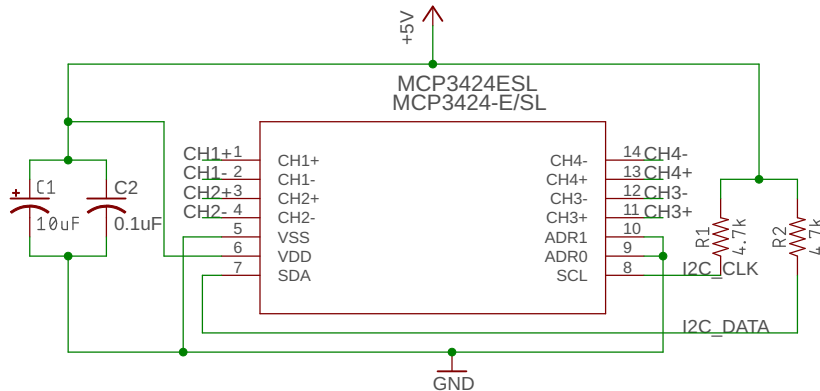 +5V
MCP3424ESL
MCP3424-E/SL
CH1+ 1 CH1+ CH4- 14 CH4-
CH1- 2 CH1- CH4+ 13 CH4+
CH2+ 3 CH2+ CH3- 12 CH3-
CH2- 4 CH2- CH3+ 11 CH3+
5 VSS ADR1 10
6 VDD ADR0 9
7 SDA SCL 8
+
C1
10uF
C2
0.1uF
R1
4.7k
R2
4.7k
I2C_CLK
I2C_DATA
GND